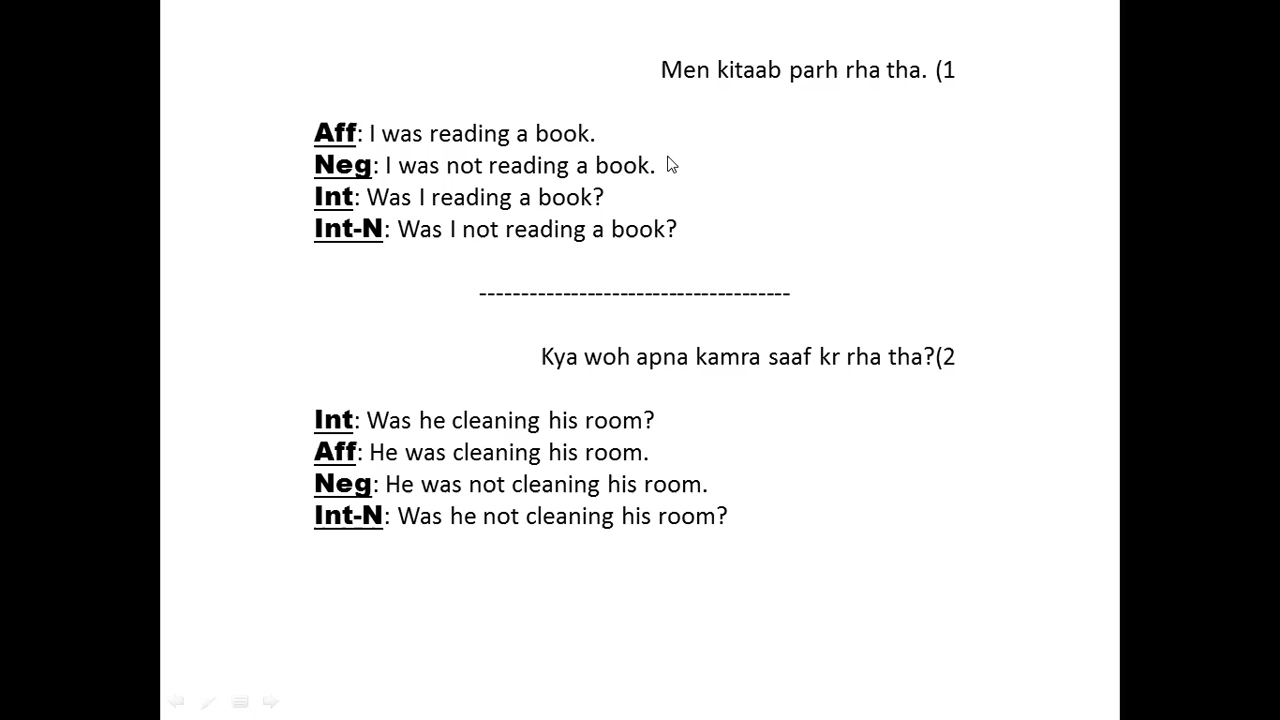 Men kitaab parh rha tha. (1
Aff: I was reading a book.
Neg: I was not reading a book.
Int: Was I reading a book?
Int-N: Was I not reading a book?
-------------------------------------
Kya woh apna kamra saaf kr rha tha?(2
Int: Was he cleaning his room?
Aff: He was cleaning his room.
Neg: He was not cleaning his room.
Int-N: Was he not cleaning his room?